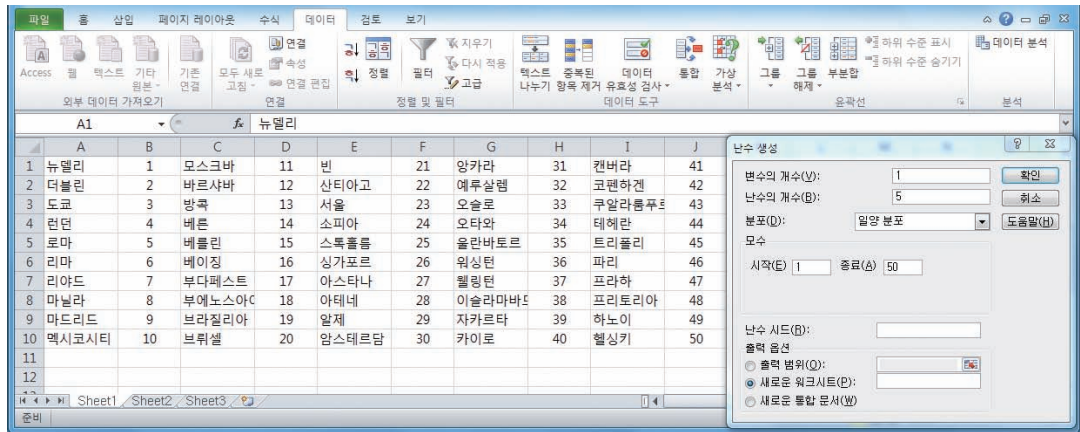 파일 홈 삽입 페이지 레이아웃 수식 데이터 검토 보기
Access 웹 텍스트 기타 원본 기존 연결
외부 데이터 가져오기
모두 새로 고침 연결 속성 연결 편집
연결
정렬 필터 지우기 다시 적용 고급
정렬 및 필터
텍스트 나누기 중복된 항목 제거 데이터 유효성 검사 통합 가상 분석
데이터 도구
그룹 그룹 해제 부분합 하위 수준 표시 하위 수준 숨기기
윤곽선
데이터 분석
분석
A1 fx 뉴델리
A B C D E F G H I J
1 뉴델리 1 모스크바 11 빈 21 앙카라 31 캔버라 41
2 더블린 2 바르샤바 12 산티아고 22 예루살렘 32 코펜하겐 42
3 도쿄 3 방콕 13 서울 23 오슬로 33 쿠알라룸푸르 43
4 런던 4 베른 14 소피아 24 오타와 34 테헤란 44
5 로마 5 베를린 15 스톡홀름 25 울란바토르 35 트리폴리 45
6 리마 6 베이징 16 싱가포르 26 워싱턴 36 파리 46
7 리야드 7 부다페스트 17 아스타나 27 웰링턴 37 프라하 47
8 마닐라 8 부에노스아 18 아테네 28 이슬라마바드 38 프리토리아 48
9 마드리드 9 브라질리아 19 알제 29 자카르타 39 하노이 49
10 멕시코시티 10 브뤼셀 20 암스테르담 30 카이로 40 헬싱키 50
11
12
Sheet1 Sheet2 Sheet3
준비
난수 생성
변수의 개수(V): 1 확인
난수의 개수(B): 5 취소
분포(D): 일양 분포 도움말(H)
모수
시작(E) 1 종료(A) 50
난수 시드(R):
출력 옵션
출력 범위(O):
새로운 워크시트(P):
새로운 통합 문서(W)